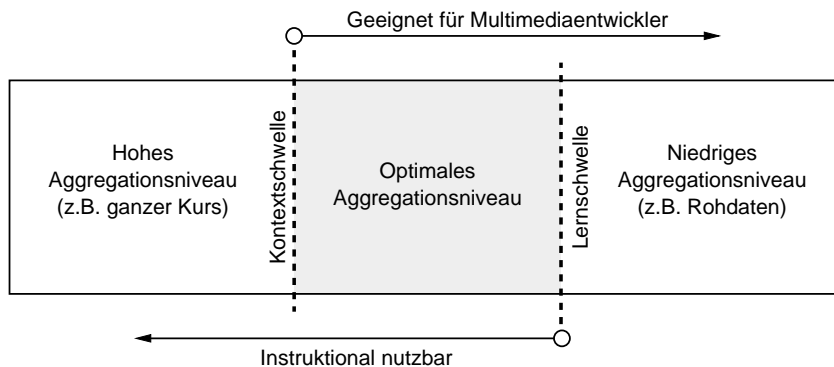 Geeignet für Multimediaentwickler
Hohes
Aggregationsniveau
(z.B. ganzer Kurs)
Kontextschwelle
Optimales
Aggregationsniveau
Lernschwelle
Niedriges
Aggregationsniveau
(z.B. Rohdaten)
Instruktional nutzbar